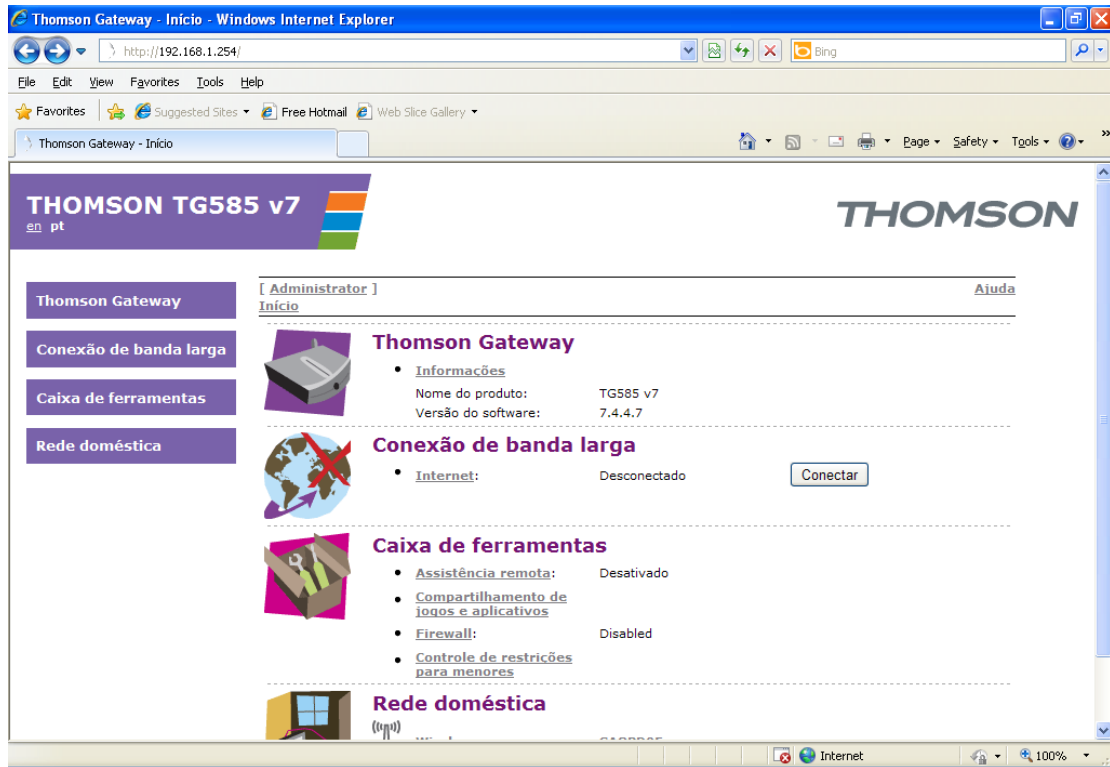 Thomson Gateway - Início - Windows Internet Explorer
http://192.168.1.254/
Bing
File Edit View Favorites Tools Help
Favorites Suggested Sites Free Hotmail Web Slice Gallery
Thomson Gateway - Início
Page Safety Tools »
THOMSON TG585 v7
en pt
THOMSON
[ Administrator ] Ajuda
Início
Thomson Gateway
Conexão de banda larga
Caixa de ferramentas
Rede doméstica
Thomson Gateway
Informações
Nome do produto: TG585 v7
Versão do software: 7.4.4.7
Conexão de banda larga
Internet: Desconectado Conectar
Caixa de ferramentas
Assistência remota: Desativado
Compartilhamento de
jogos e aplicativos
Firewall: Disabled
Controle de restrições
para menores
Rede doméstica
Internet 100%